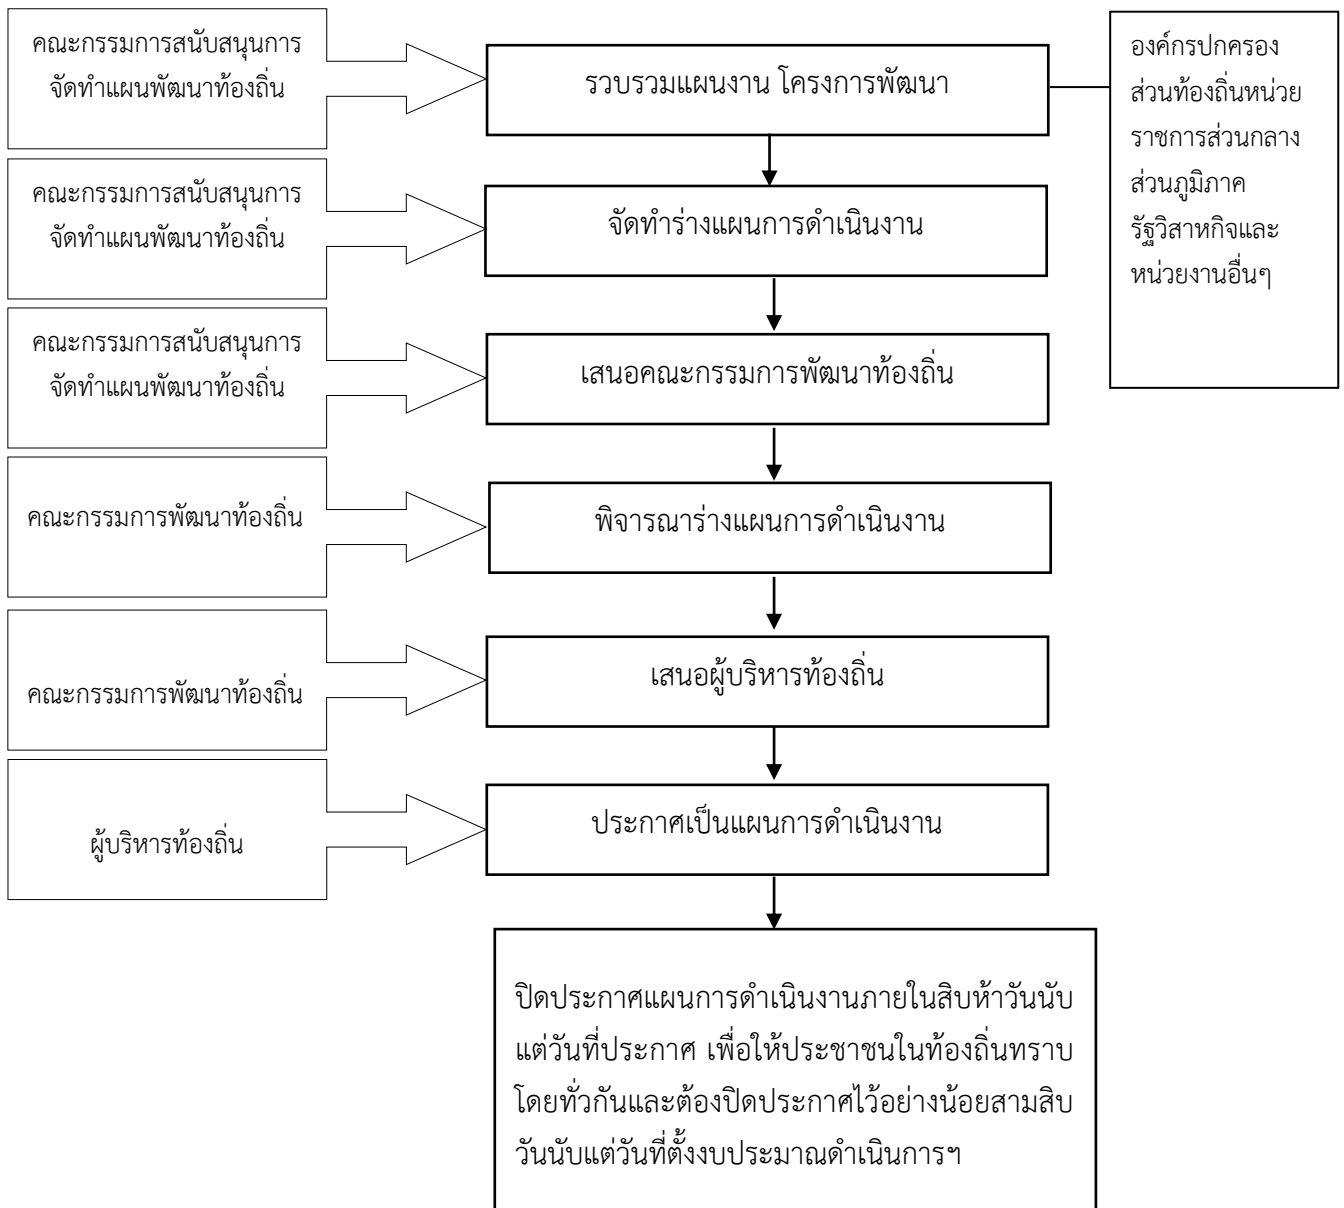 คณะกรรมการสนับสนุนการ
จัดทำแผนพัฒนาท้องถิ่น
รวบรวมแผนงาน โครงการพัฒนา
องค์กรปกครอง
ส่วนท้องถิ่นหน่วย
ราชการส่วนกลาง
ส่วนภูมิภาค
รัฐวิสาหกิจและ
หน่วยงานอื่นๆ
คณะกรรมการสนับสนุนการ
จัดทำแผนพัฒนาท้องถิ่น
จัดทำร่างแผนการดำเนินงาน
คณะกรรมการสนับสนุนการ
จัดทำแผนพัฒนาท้องถิ่น
เสนอคณะกรรมการพัฒนาท้องถิ่น
คณะกรรมการพัฒนาท้องถิ่น
พิจารณาร่างแผนการดำเนินงาน
คณะกรรมการพัฒนาท้องถิ่น
เสนอผู้บริหารท้องถิ่น
ผู้บริหารท้องถิ่น
ประกาศเป็นแผนการดำเนินงาน
ปิดประกาศแผนการดำเนินงานภายในสิบห้าวันนับ
แต่วันที่ประกาศ เพื่อให้ประชาชนในท้องถิ่นทราบ
โดยทั่วกันและต้องปิดประกาศไว้อย่างน้อยสามสิบ
วันนับแต่วันที่ตั้งงบประมาณดำเนินการฯ